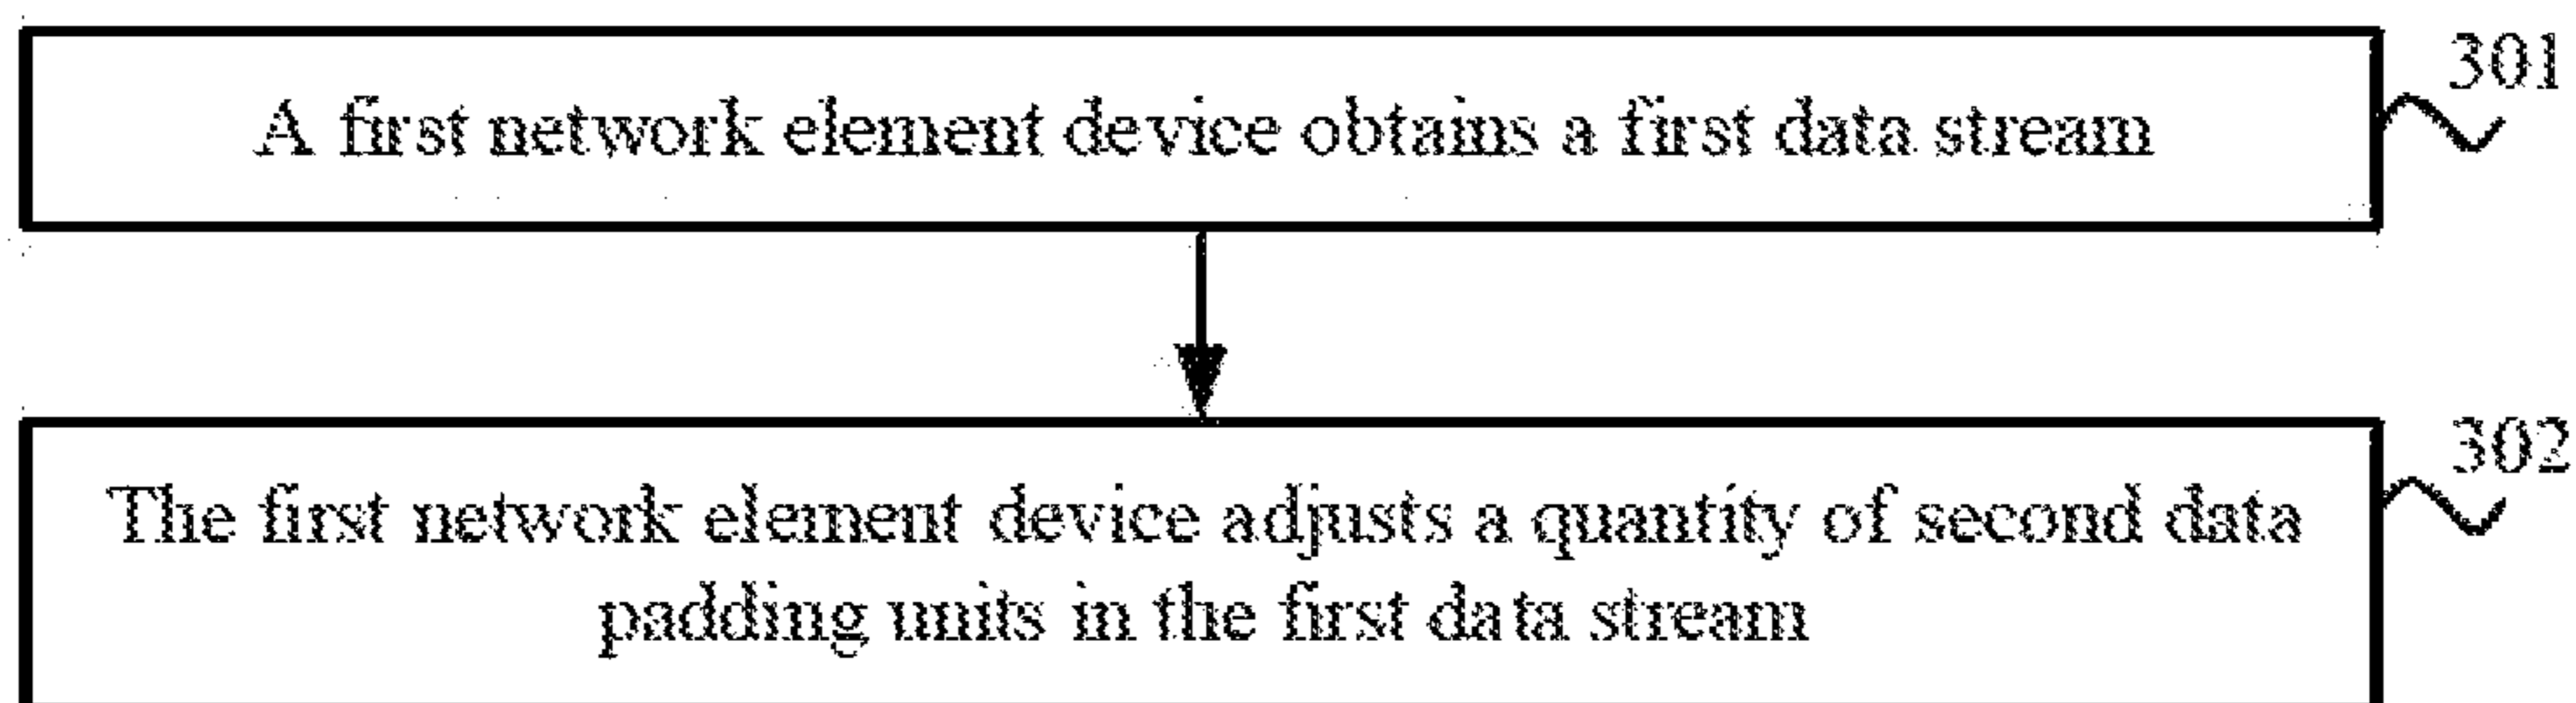 301
A first network element device obtains a first data stream
302
The first network element device adjusts a quantity of second data
padding units in the first data stream